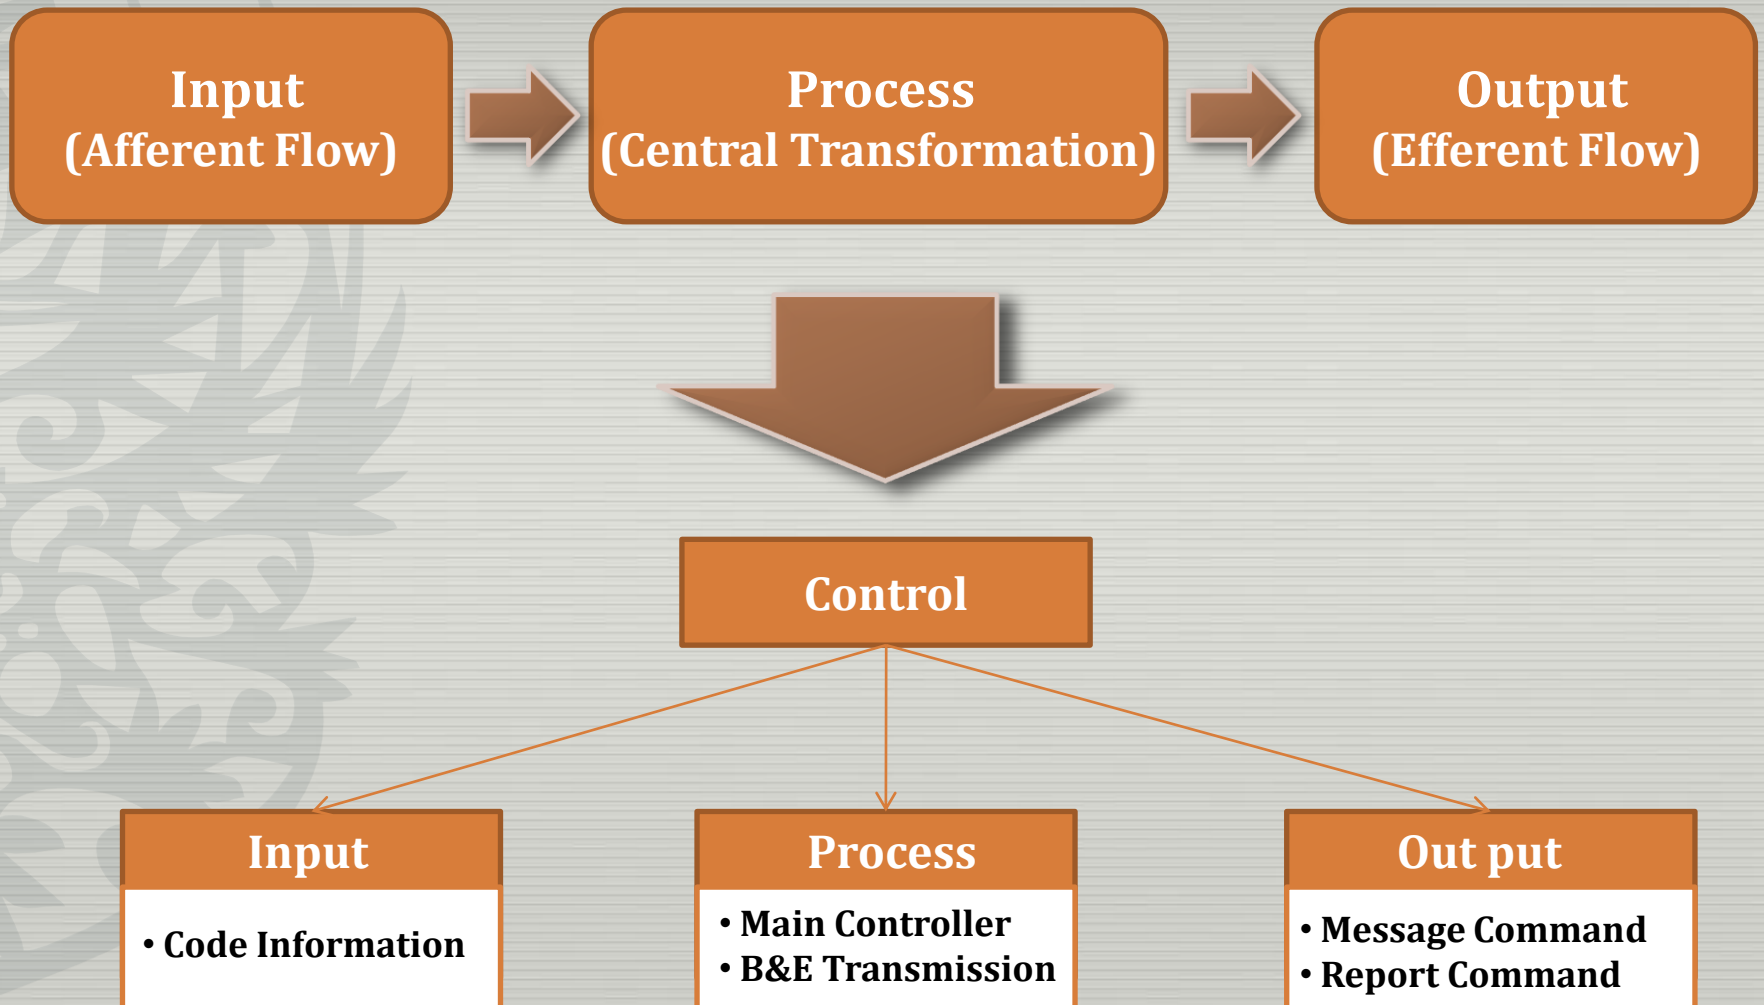 Input
(Afferent Flow)
Process
(Central Transformation)
Output
(Efferent Flow)
Control
Input
• Code Information
Process
• Main Controller
• B&E Transmission
Out put
• Message Command
• Report Command